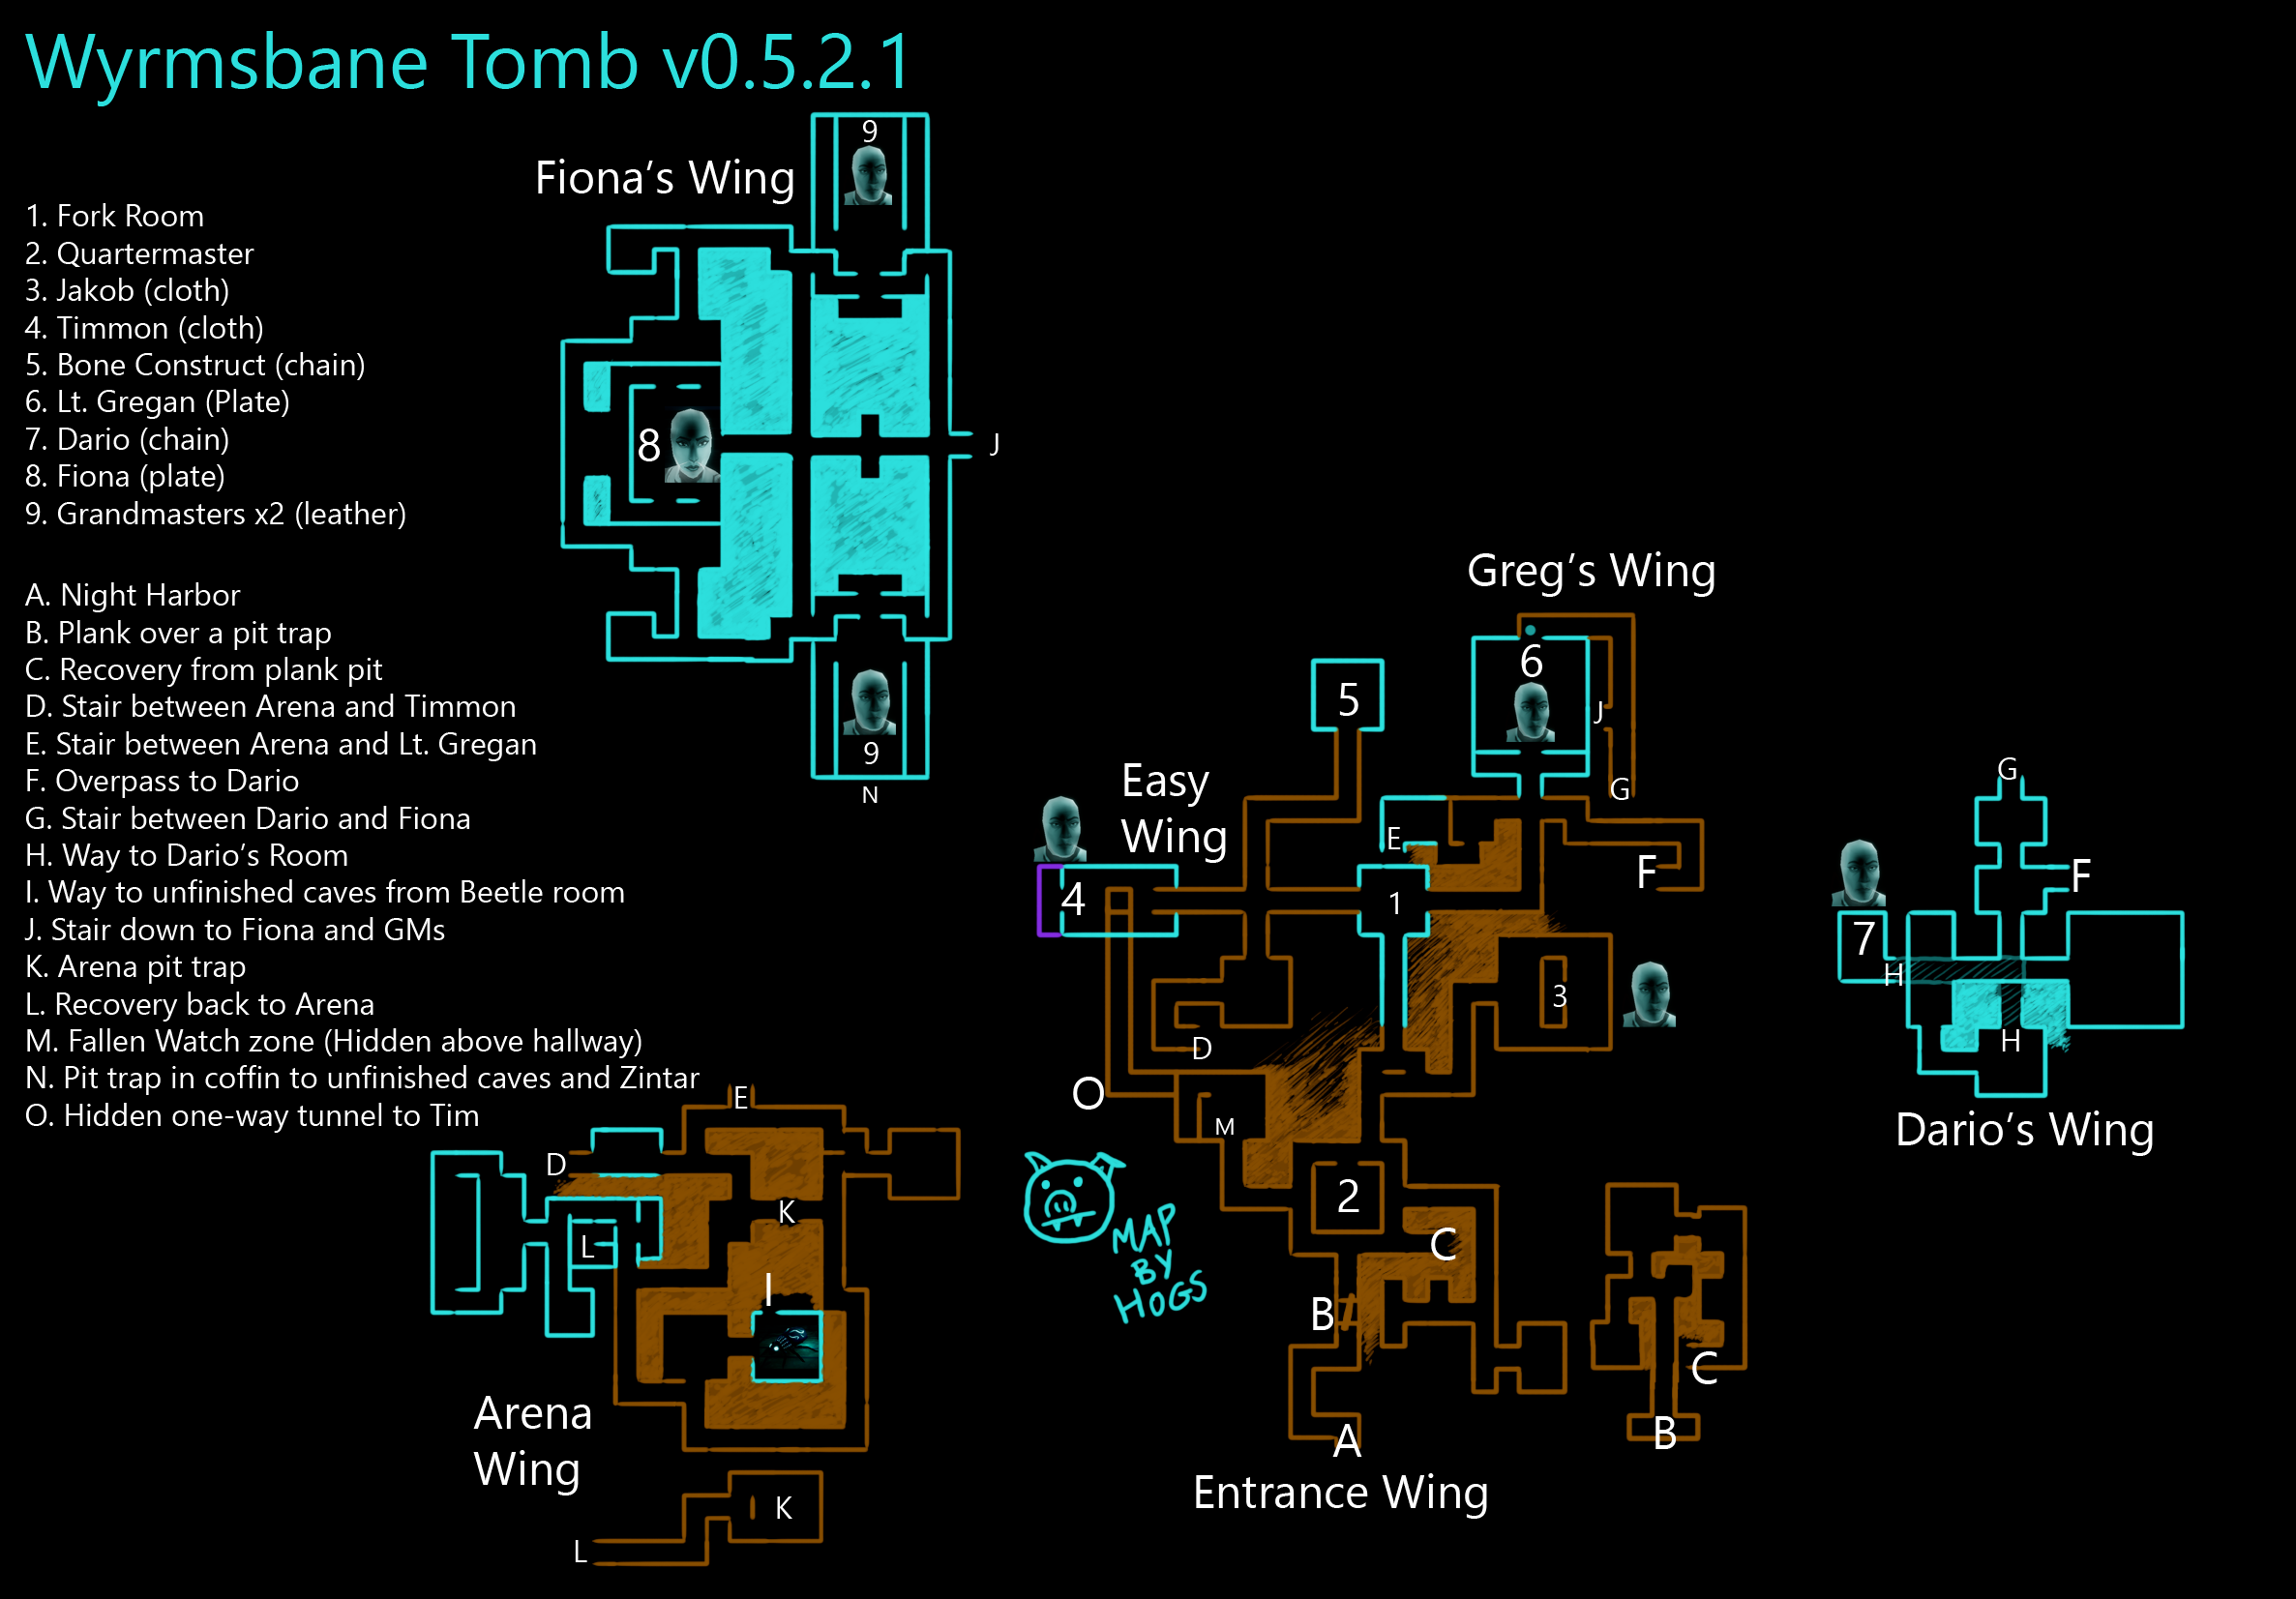 Wyrmsbane Tomb v0.5.2.1
1. Fork Room
2. Quartermaster
3. Jakob (cloth)
4. Timmon (cloth)
5. Bone Construct (chain)
6. Lt. Gregan (Plate)
7. Dario (chain)
8. Fiona (plate)
9. Grandmasters x2 (leather)
A. Night Harbor
B. Plank over a pit trap
C. Recovery from plank pit
D. Stair between Arena and Timmon
E. Stair between Arena and Lt. Gregan
F. Overpass to Dario
G. Stair between Dario and Fiona
H. Way to Dario's Room
I. Way to unfinished caves from Beetle room
J. Stair down to Fiona and GMs
K. Arena pit trap
L. Recovery back to Arena
M. Fallen Watch zone (Hidden above hallway)
N. Pit trap in coffin to unfinished caves and Zintar
O. Hidden one-way tunnel to Tim
Fiona's Wing
9
8
J
9
N
Greg's Wing
6
J
G
5
Easy
Wing
E
F
4
1
3
D
O
M
2
C
B
A
Entrance Wing
MAP
BY
HOGS
G
F
7
H
H
Dario's Wing
C
B
E
D
K
L
I
Arena
Wing
K
L